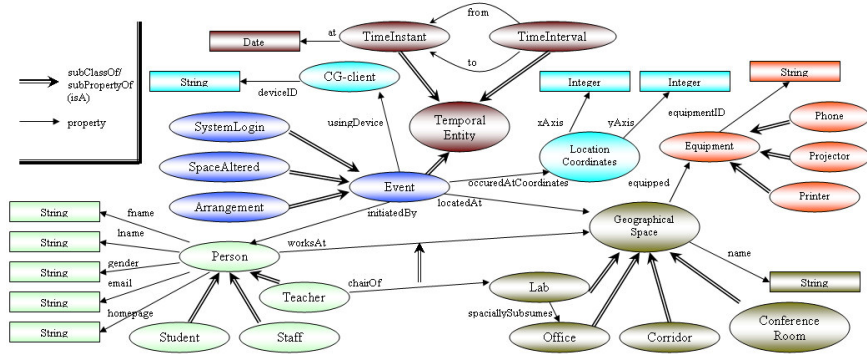 from
Date
at
TimeInstant
TimeInterval
to
subClassOf/
subPropertyOf
(isA)
property
String
deviceID
CG-client
usingDevice
Temporal
Entity
Integer
Integer
xAxis
yAxis
String
equipmentID
Phone
Projector
Printer
Equipment
Location
Coordinates
SystemLogin
SpaceAltered
Arrangement
Event
occuredAtCoordinates
locatedAt
equipped
initiatedBy
Geographical
Space
name
String
String
String
String
String
String
fname
lname
gender
email
homepage
Person
worksAt
Teacher
chairOf
Student
Staff
Lab
spaciallySubsumes
Office
Corridor
Conference
Room